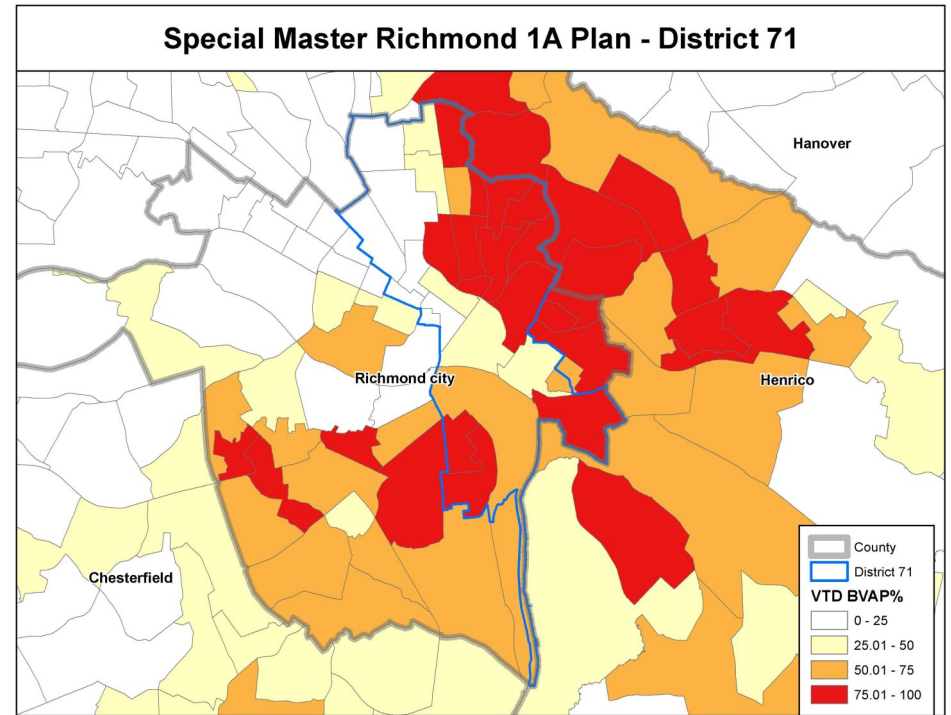 Special Master Richmond 1A Plan - District 71
Hanover
Richmond city
Henrico
Chesterfield
County
District 71
VTD BVAP%
0 - 25
25.01 - 50
50.01 - 75
75.01 - 100